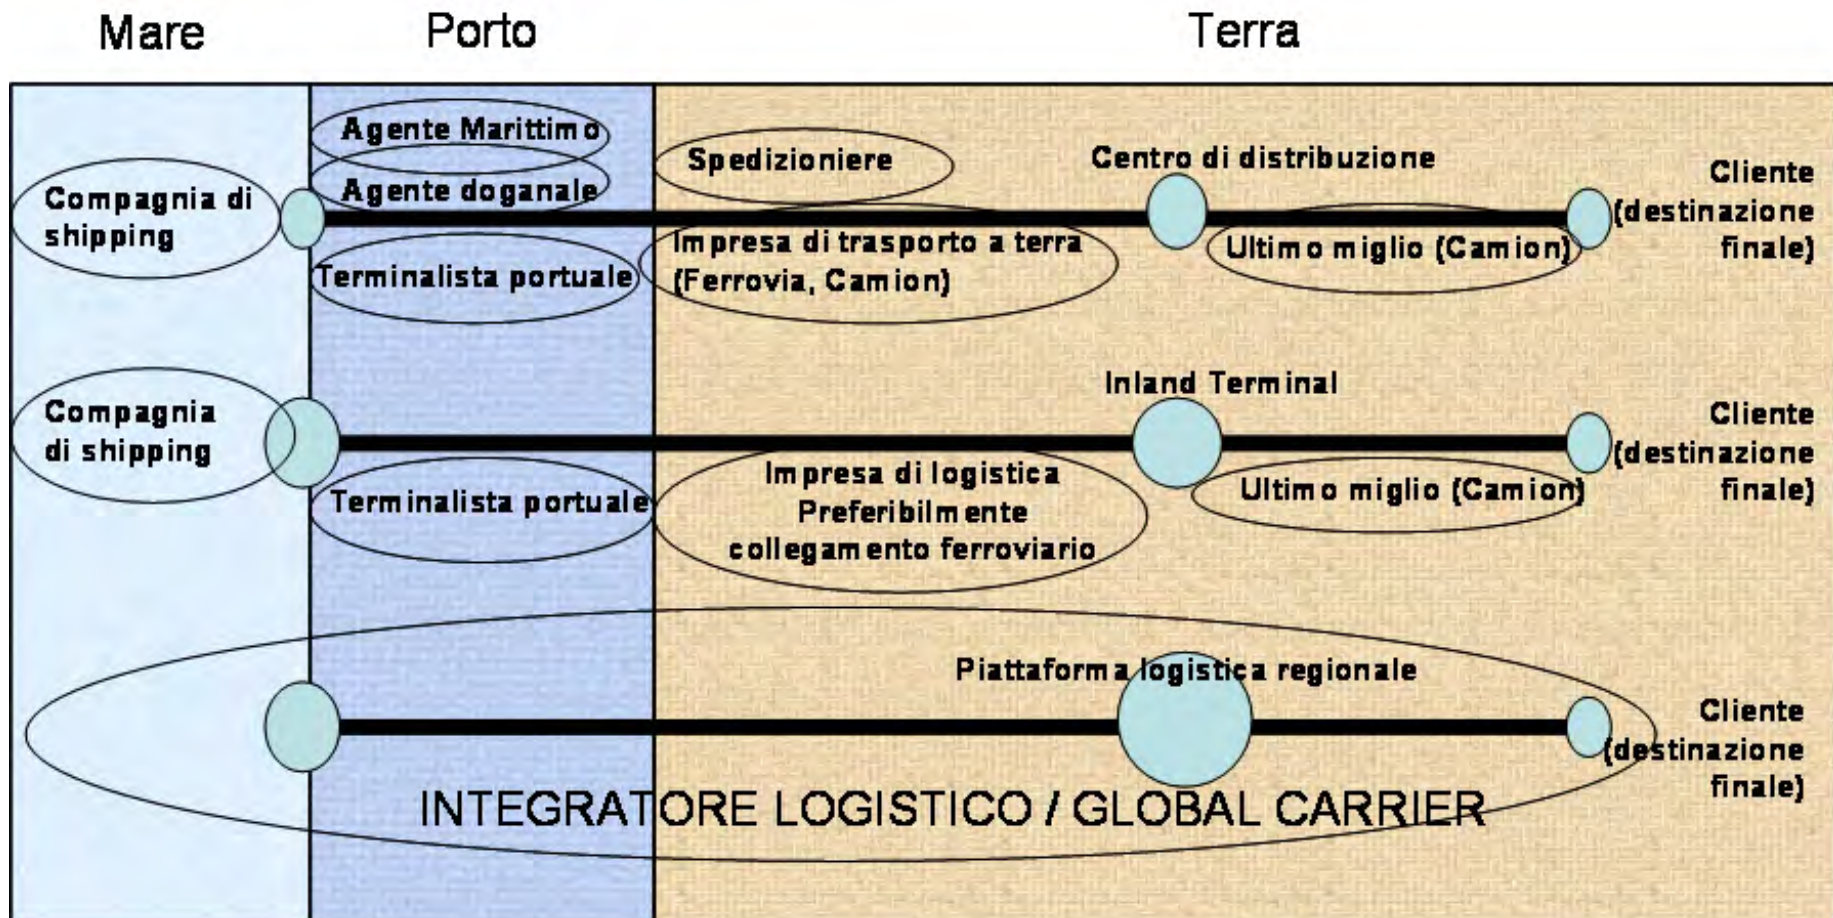 Mare
Porto
Terra
Agente Marittimo
Agente doganale
Spedizioniere
Centro di distribuzione
Cliente
(destinazione
finale)
Compagnia di
shipping
Terminalista portuale
Impresa di trasporto a terra
(Ferrovia, Camion)
Ultimo miglio (Camion)
Inland Terminal
Compagnia
di shipping
Cliente
(destinazione
finale)
Terminalista portuale
Impresa di logistica
Preferibilmente
collegamento ferroviario
Ultimo miglio (Camion)
Piattaforma logistica regionale
Cliente
(destinazione
finale)
INTEGRATORE LOGISTICO / GLOBAL CARRIER